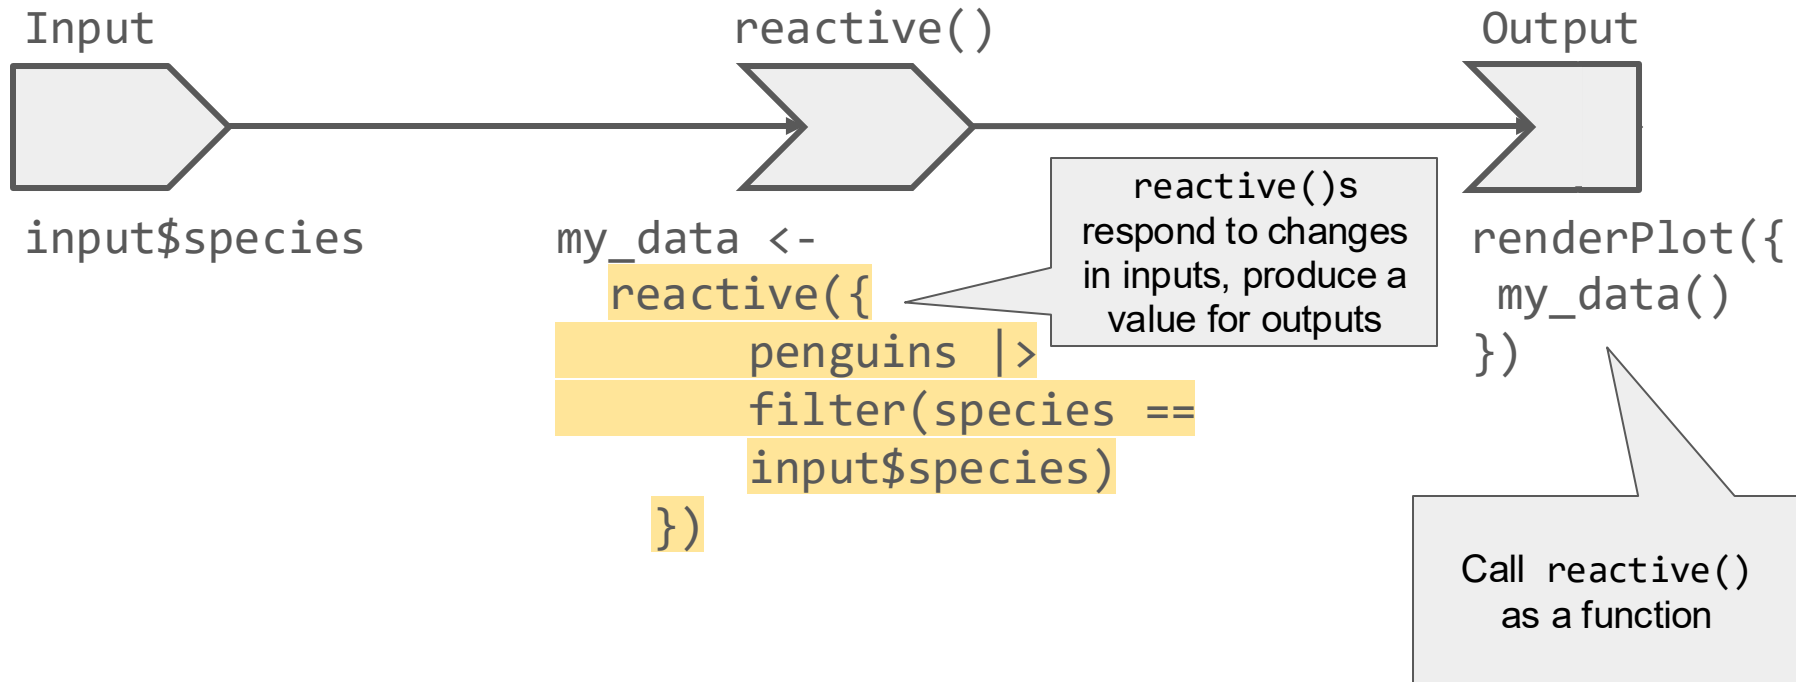 Input
reactive()
Output
input$species
my_data <-
reactive({
penguins |>
filter(species ==
input$species)
})
reactive()s
respond to changes
in inputs, produce a
value for outputs
renderPlot({
my_data()
})
Call reactive()
as a function